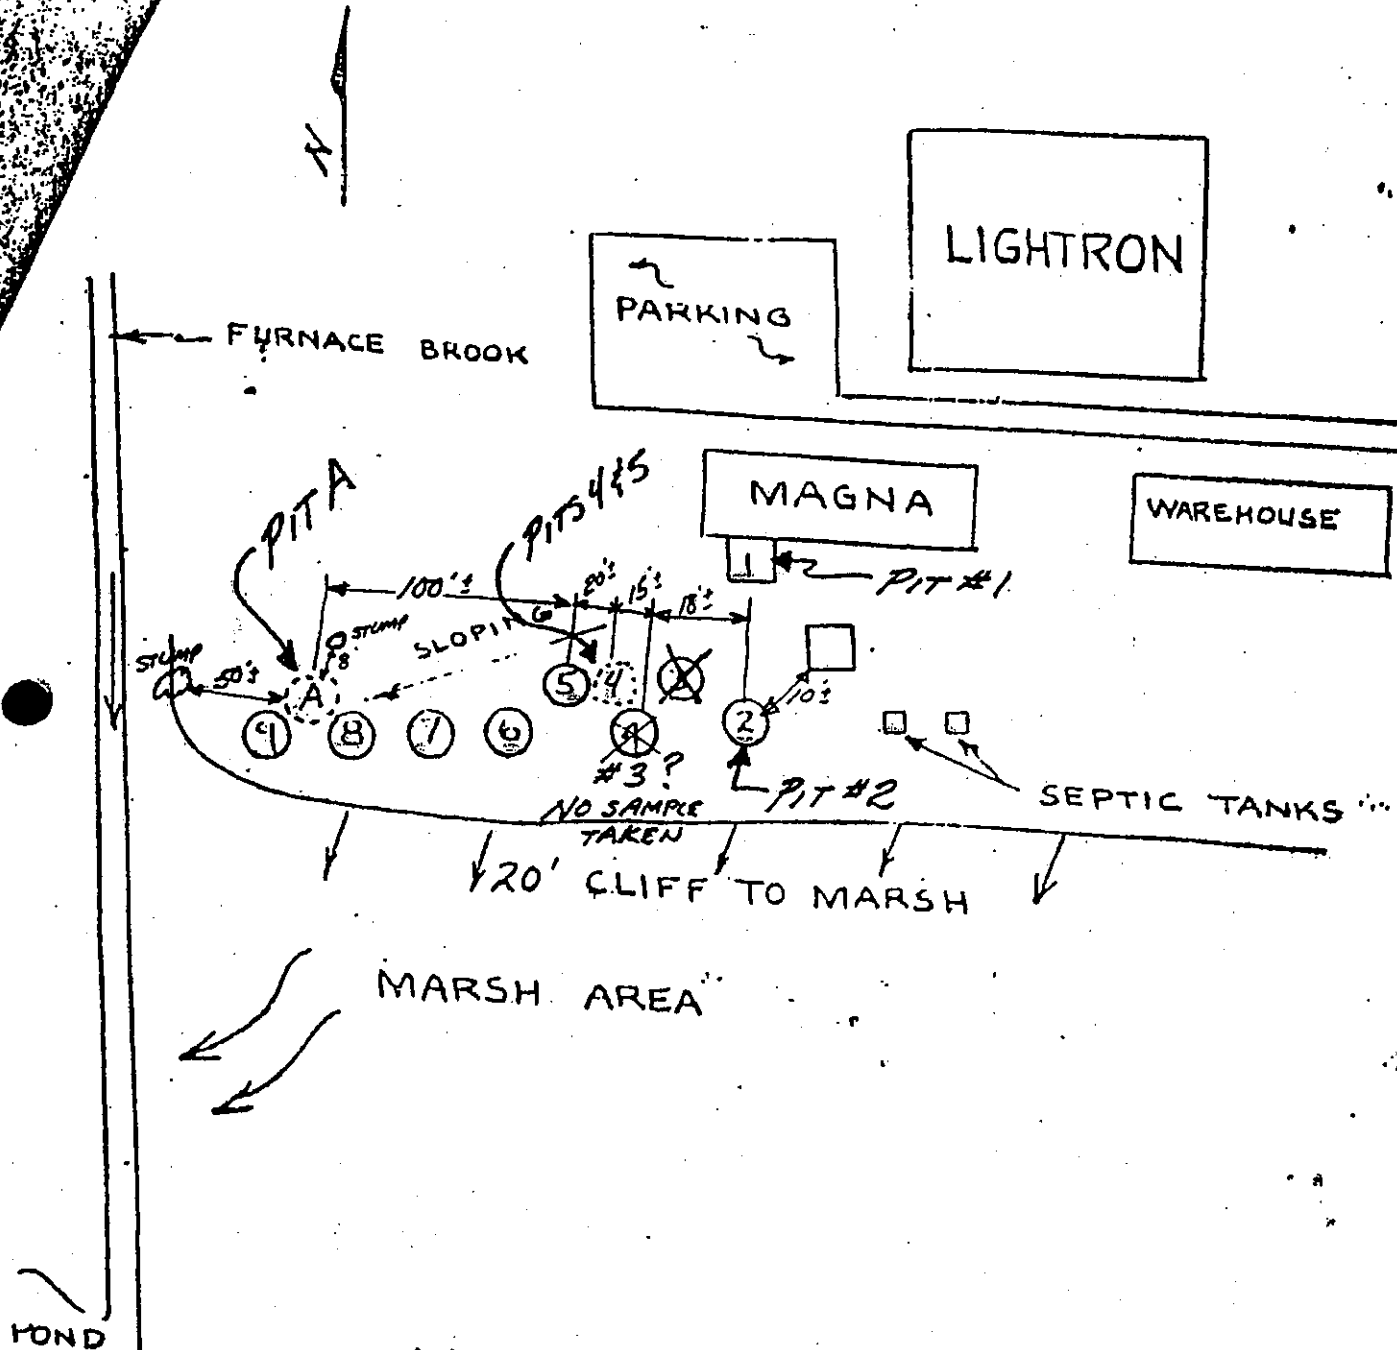 N
LIGHTRON
PARKING
FURNACE BROOK
MAGNA
WAREHOUSE
PIT A
PITS 4 & 5
1
PIT #1
100'±
20'±
15'±
18'±
STUMP
8'
SLOPING
STUMP
50'±
A
5
4
10'±
9
8
7
6
4
2
#3?
NO SAMPLE
TAKEN
PIT #2
SEPTIC TANKS
20' CLIFF TO MARSH
MARSH AREA
POND